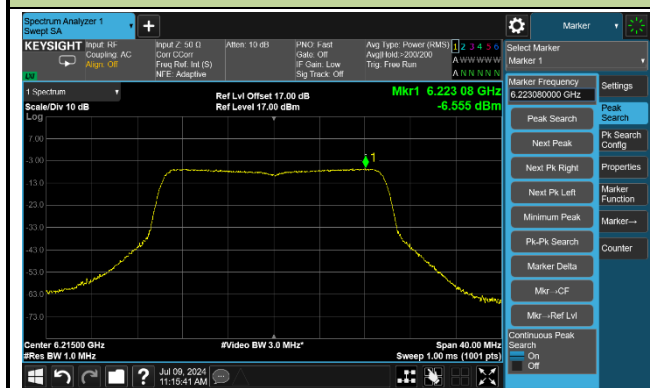 Spectrum Analyzer 1
Swept SA
+
Marker
KEYSIGHT
Input: RF
Coupling: AC
Align: Off
Input Z: 50 Ω
Corr CCorr
Freq Ref: Int (S)
NFE: Adaptive
Atten: 10 dB
PNO: Fast
Gate: Off
IF Gain: Low
Sig Track: Off
Avg Type: Power (RMS)
Avg|Hold:>200/200
Trig: Free Run
1 2 3 4 5 6
A W W W W W
A N N N N N
LV
Select Marker
Marker 1
1 Spectrum
Scale/Div 10 dB
Log
Ref Lvl Offset 17.00 dB
Ref Level 17.00 dBm
Mkr1 6.223 08 GHz
-6.555 dBm
7.00
-3.00
-13.0
-23.0
-33.0
-43.0
-53.0
-63.0
-73.0
1
Center 6.21500 GHz
#Res BW 1.0 MHz
#Video BW 3.0 MHz*
Span 40.00 MHz
Sweep 1.00 ms (1001 pts)
Marker Frequency
6.223080000 GHz
Peak Search
Next Peak
Next Pk Right
Next Pk Left
Minimum Peak
Pk-Pk Search
Marker Delta
Mkr→CF
Mkr→Ref Lvl
Continuous Peak
Search
On
Off
Settings
Peak
Search
Pk Search
Config
Properties
Marker
Function
Marker→
Counter
?
Jul 09, 2024
11:15:41 AM